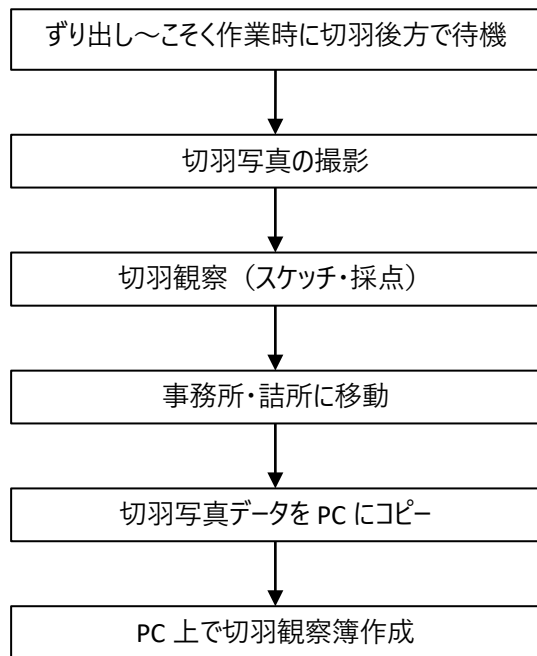 ずり出し～こそく作業時に切羽後方で待機
切羽写真の撮影
切羽観察（スケッチ・採点）
事務所・詰所に移動
切羽写真データを PC にコピー
PC 上で切羽観察簿作成